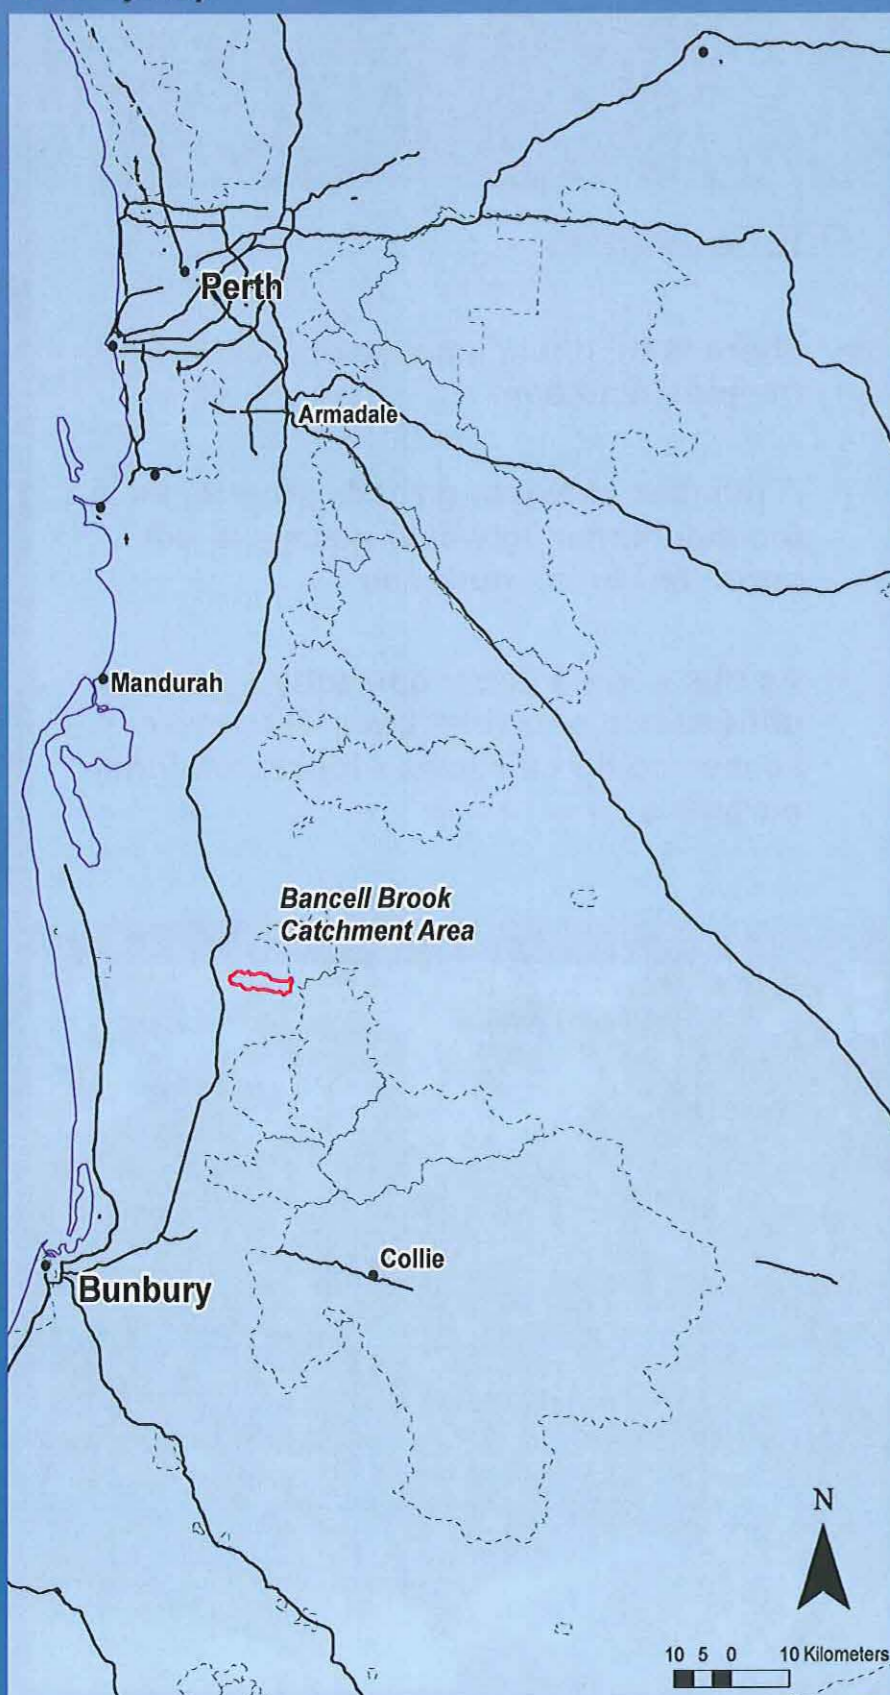 Perth
Armadale
Mandurah
Bancell Brook
Catchment Area
Collie
Bunbury
N
10 5 0 10 Kilometers